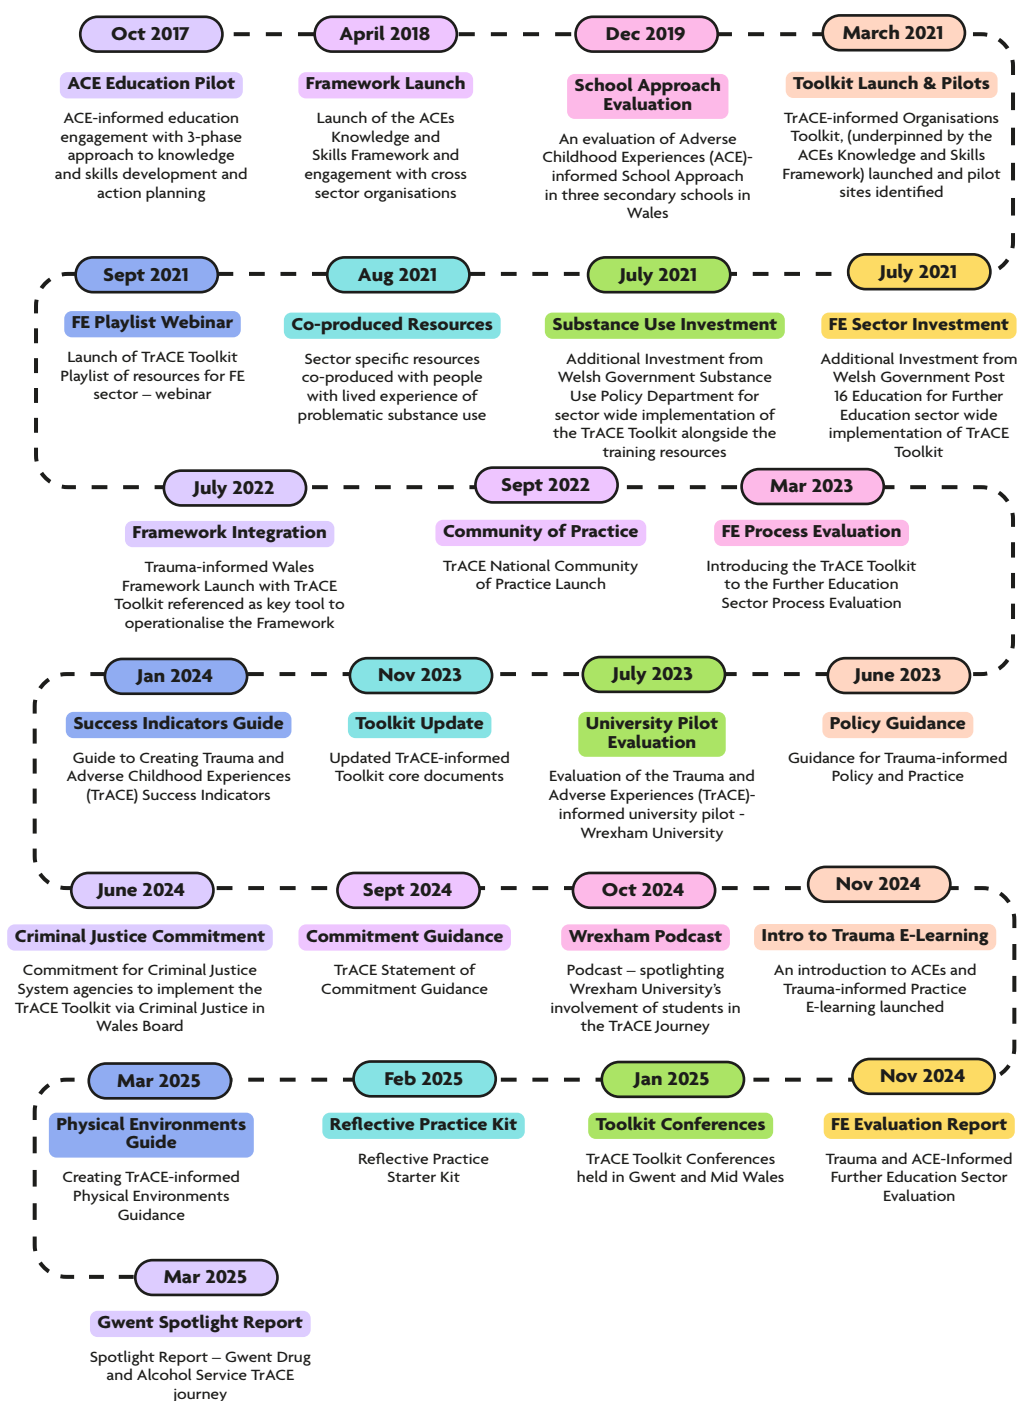 Oct 2017
ACE Education Pilot
ACE-informed education
engagement with 3-phase
approach to knowledge
and skills development and
action planning
April 2018
Framework Launch
Launch of the ACEs
Knowledge and
Skills Framework and
engagement with cross
sector organisations
Dec 2019
School Approach
Evaluation
An evaluation of Adverse
Childhood Experiences (ACE)-
informed School Approach
in three secondary schools in
Wales
March 2021
Toolkit Launch & Pilots
TrACE-informed Organisations
Toolkit, (underpinned by the
ACEs Knowledge and Skills
Framework) launched and pilot
sites identified
July 2021
FE Sector Investment
Additional Investment from
Welsh Government Post
16 Education for Further
Education sector wide
implementation of TrACE
Toolkit
July 2021
Substance Use Investment
Additional Investment from
Welsh Government Substance
Use Policy Department for
sector wide implementation of
the TrACE Toolkit alongside the
training resources
Aug 2021
Co-produced Resources
Sector specific resources
co-produced with people
with lived experience of
problematic substance use
Sept 2021
FE Playlist Webinar
Launch of TrACE Toolkit
Playlist of resources for FE
sector – webinar
July 2022
Framework Integration
Trauma-informed Wales
Framework Launch with TrACE
Toolkit referenced as key tool to
operationalise the Framework
Sept 2022
Community of Practice
TrACE National Community
of Practice Launch
Mar 2023
FE Process Evaluation
Introducing the TrACE Toolkit
to the Further Education
Sector Process Evaluation
June 2023
Policy Guidance
Guidance for Trauma-informed
Policy and Practice
July 2023
University Pilot
Evaluation
Evaluation of the Trauma and
Adverse Experiences (TrACE)-
informed university pilot -
Wrexham University
Nov 2023
Toolkit Update
Updated TrACE-informed
Toolkit core documents
Jan 2024
Success Indicators Guide
Guide to Creating Trauma and
Adverse Childhood Experiences
(TrACE) Success Indicators
June 2024
Criminal Justice Commitment
Commitment for Criminal Justice
System agencies to implement the
TrACE Toolkit via Criminal Justice in
Wales Board
Sept 2024
Commitment Guidance
TrACE Statement of
Commitment Guidance
Oct 2024
Wrexham Podcast
Podcast – spotlighting
Wrexham University's
involvement of students in
the TrACE Journey
Nov 2024
Intro to Trauma E-Learning
An introduction to ACEs and
Trauma-informed Practice
E-learning launched
Nov 2024
FE Evaluation Report
Trauma and ACE-Informed
Further Education Sector
Evaluation
Jan 2025
Toolkit Conferences
TrACE Toolkit Conferences
held in Gwent and Mid Wales
Feb 2025
Reflective Practice Kit
Reflective Practice
Starter Kit
Mar 2025
Physical Environments
Guide
Creating TrACE-informed
Physical Environments
Guidance
Mar 2025
Gwent Spotlight Report
Spotlight Report – Gwent Drug
and Alcohol Service TrACE
journey